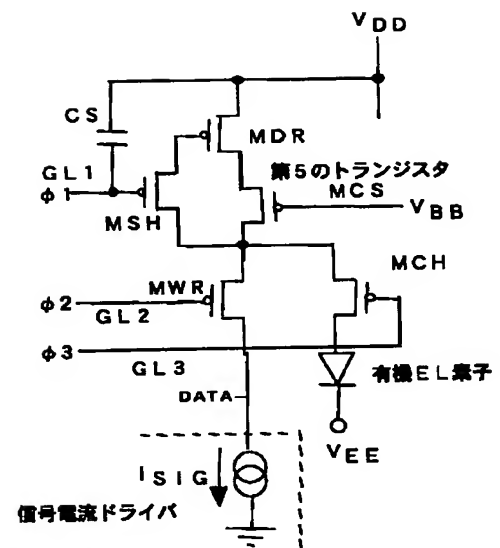 VDD
CS
MDR
GL1
φ1
第5のトランジスタ
MCS
MSH
VBB
MCH
MWR
φ2
GL2
φ3
GL3
有機EL素子
DATA
VEE
ISIG
信号電流ドライバ